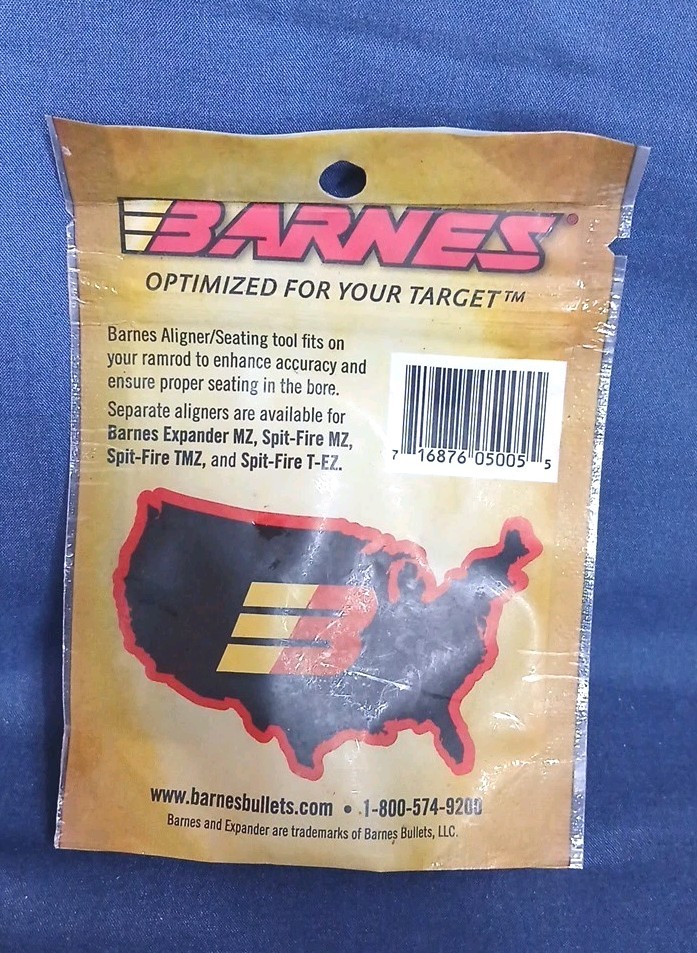 BARNES®
OPTIMIZED FOR YOUR TARGET™
Barnes Aligner/Seating tool fits on
your ramrod to enhance accuracy and
ensure proper seating in the bore.
Separate aligners are available for
Barnes Expander MZ, Spit-Fire MZ,
Spit-Fire TMZ, and Spit-Fire T-EZ.
7 16876 05005 5
B
www.barnesbullets.com • 1-800-574-9200
Barnes and Expander are trademarks of Barnes Bullets, LLC.